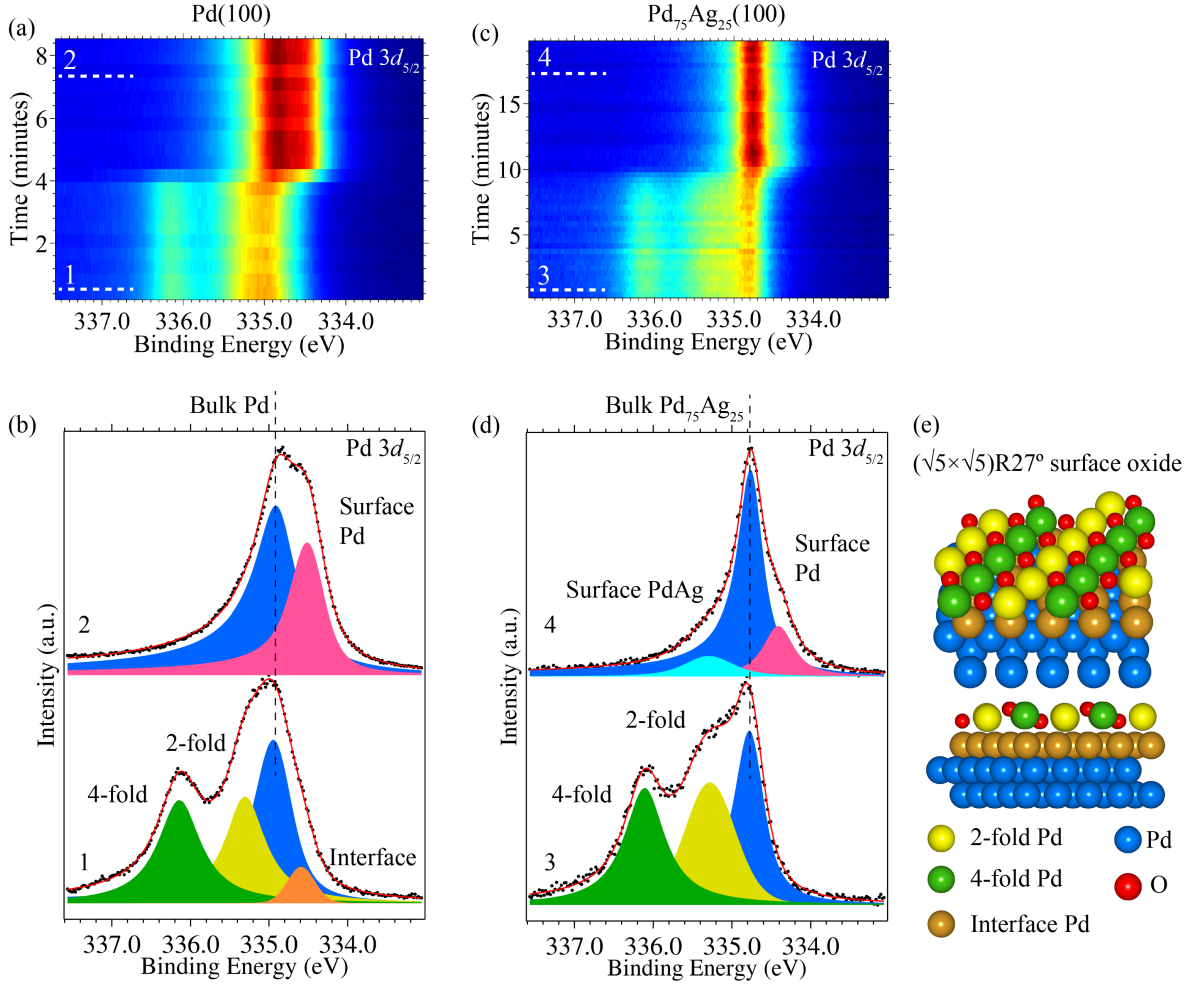 (a)
Pd(100)
2
Pd 3d5/2
1
8
6
4
2
Time (minutes)
337.0 336.0 335.0 334.0
Binding Energy (eV)
(c)
Pd75Ag25(100)
4
Pd 3d5/2
3
15
10
5
Time (minutes)
337.0 336.0 335.0 334.0
Binding Energy (eV)
(b)
Bulk Pd
Pd 3d5/2
Surface
Pd
2
2-fold
4-fold
Interface
1
Intensity (a.u.)
337.0 336.0 335.0 334.0
Binding Energy (eV)
(d)
Bulk Pd75Ag25
Pd 3d5/2
Surface
Pd
Surface PdAg
4
2-fold
4-fold
3
Intensity (a.u.)
337.0 336.0 335.0 334.0
Binding Energy (eV)
(e)
(√5×√5)R27º surface oxide
2-fold Pd
Pd
4-fold Pd
O
Interface Pd